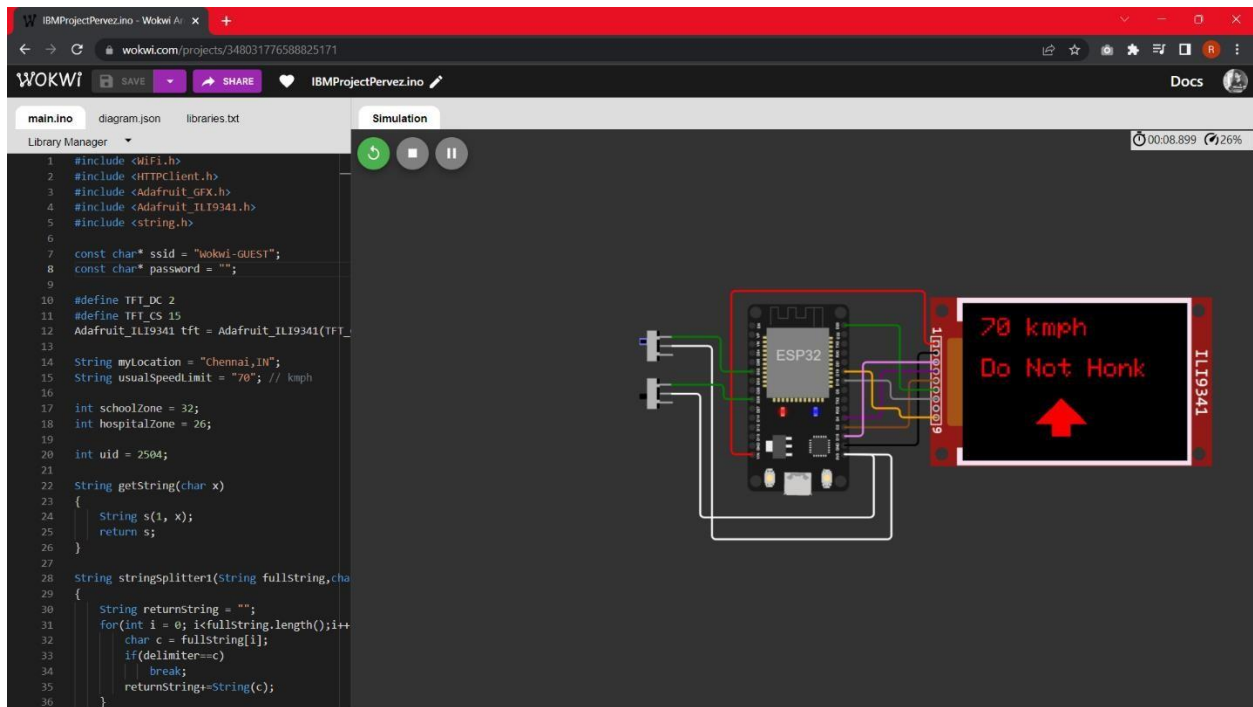 IBMProjectPervez.ino - Wokwi Ar
wokwi.com/projects/348031776588825171
R
WOKWI SAVE SHARE IBMProjectPervez.ino Docs
main.ino diagram.json libraries.txt Simulation
Library Manager
00:08.899 26%
1 #include <WiFi.h>
2 #include <HTTPClient.h>
3 #include <Adafruit_GFX.h>
4 #include <Adafruit_ILI9341.h>
5 #include <string.h>
6
7 const char* ssid = "Wokwi-GUEST";
8 const char* password = "";
9
10 #define TFT_DC 2
11 #define TFT_CS 15
12 Adafruit_ILI9341 tft = Adafruit_ILI9341(TFT_
13
14 String myLocation = "Chennai,IN";
15 String usualSpeedLimit = "70"; // kmph
16
17 int schoolZone = 32;
18 int hospitalZone = 26;
19
20 int uid = 2504;
21
22 String getString(char x)
23 {
24 String s(1, x);
25 return s;
26 }
27
28 String stringSplitter1(String fullString,cha
29 {
30 String returnString = "";
31 for(int i = 0; i<fullString.length();i++
32 char c = fullString[i];
33 if(delimiter==c)
34 break;
35 returnString+=String(c);
36 }
ESP32
1
9
70 kmph
Do Not Honk
ILI9341